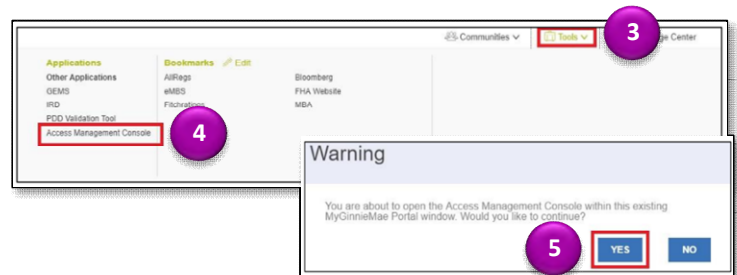 Communities Tools 3 ge Center
Applications Bookmarks Edit
Other Applications AllRegs Bloomberg
GEMS eMBS FHA Website
IRD Fitchratings MBA
PDD Validation Tool
Access Management Console 4
Warning
You are about to open the Access Management Console within this existing
MyGinnieMae Portal window. Would you like to continue?
5 YES NO